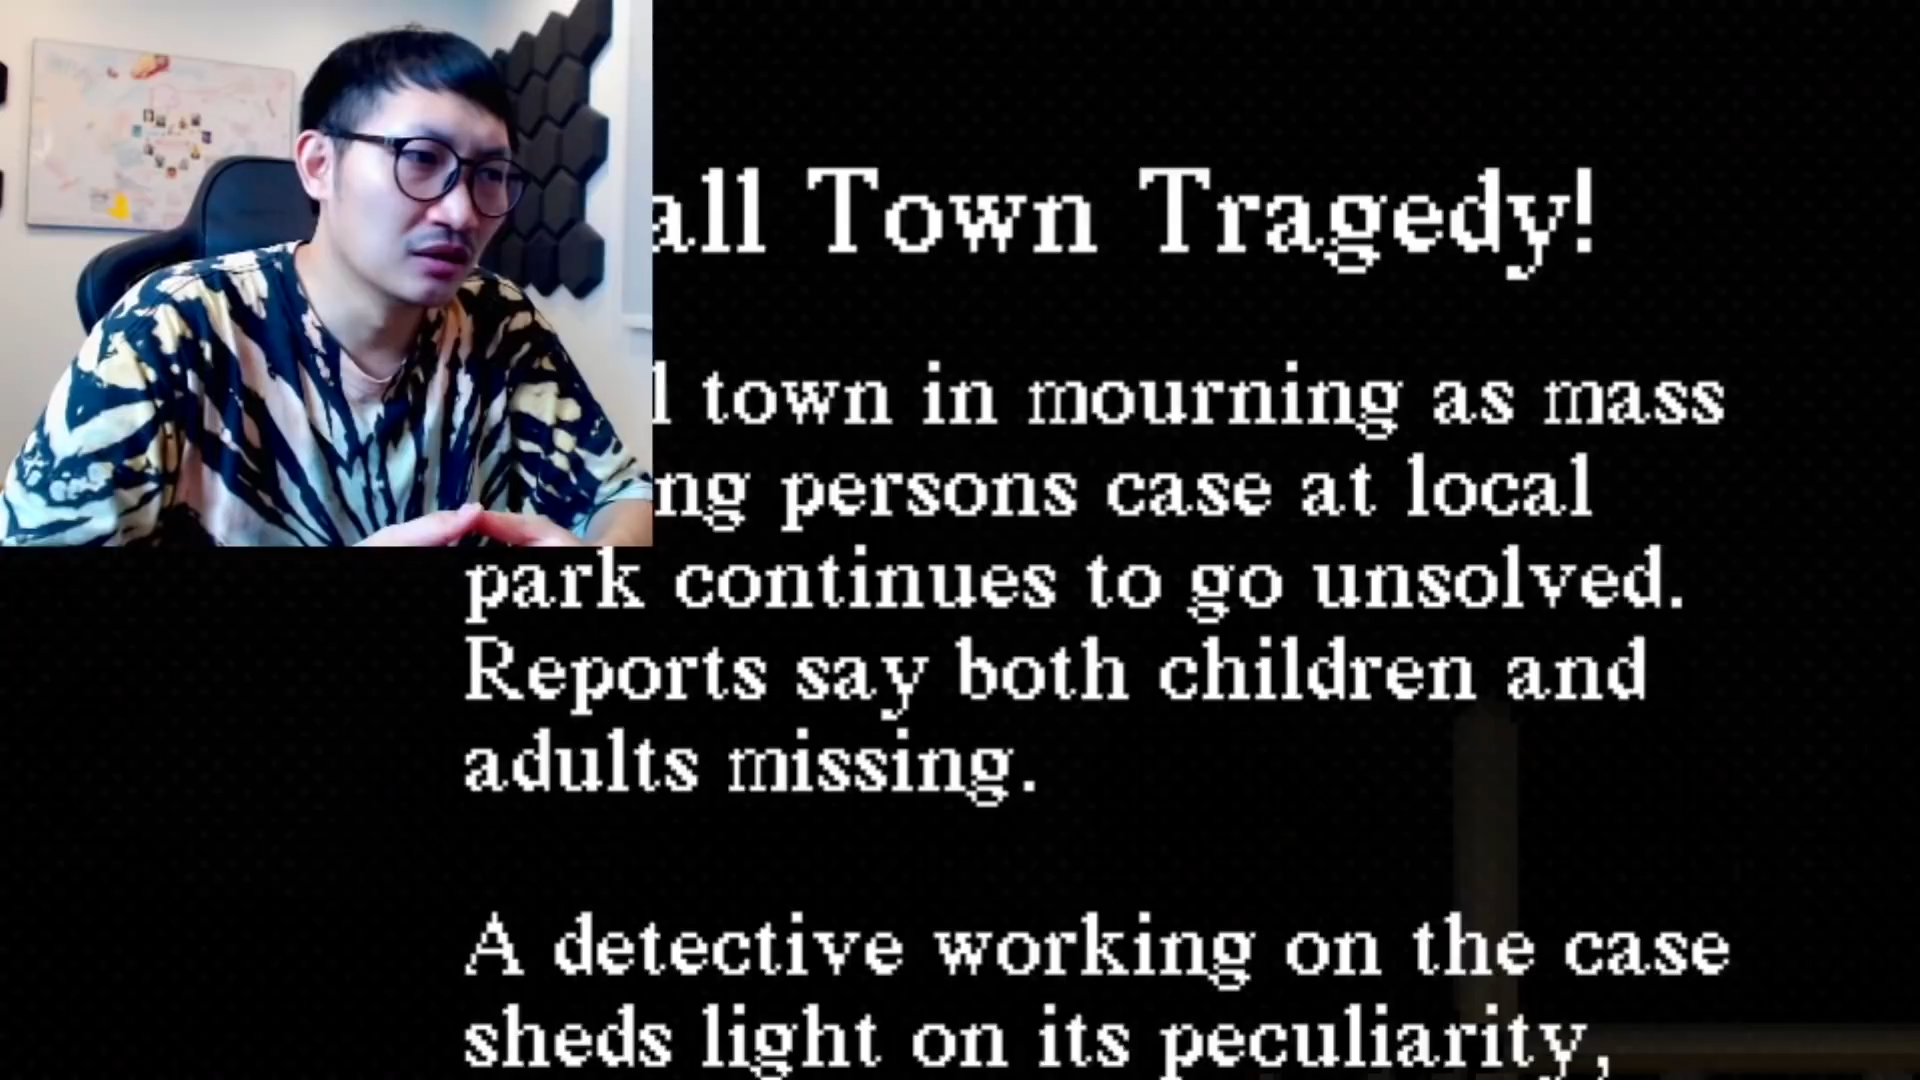 all Town Tragedy!
l town in mourning as mass
ng persons case at local
park continues to go unsolved.
Reports say both children and
adults missing.
A detective working on the case
sheds light on its peculiarity,